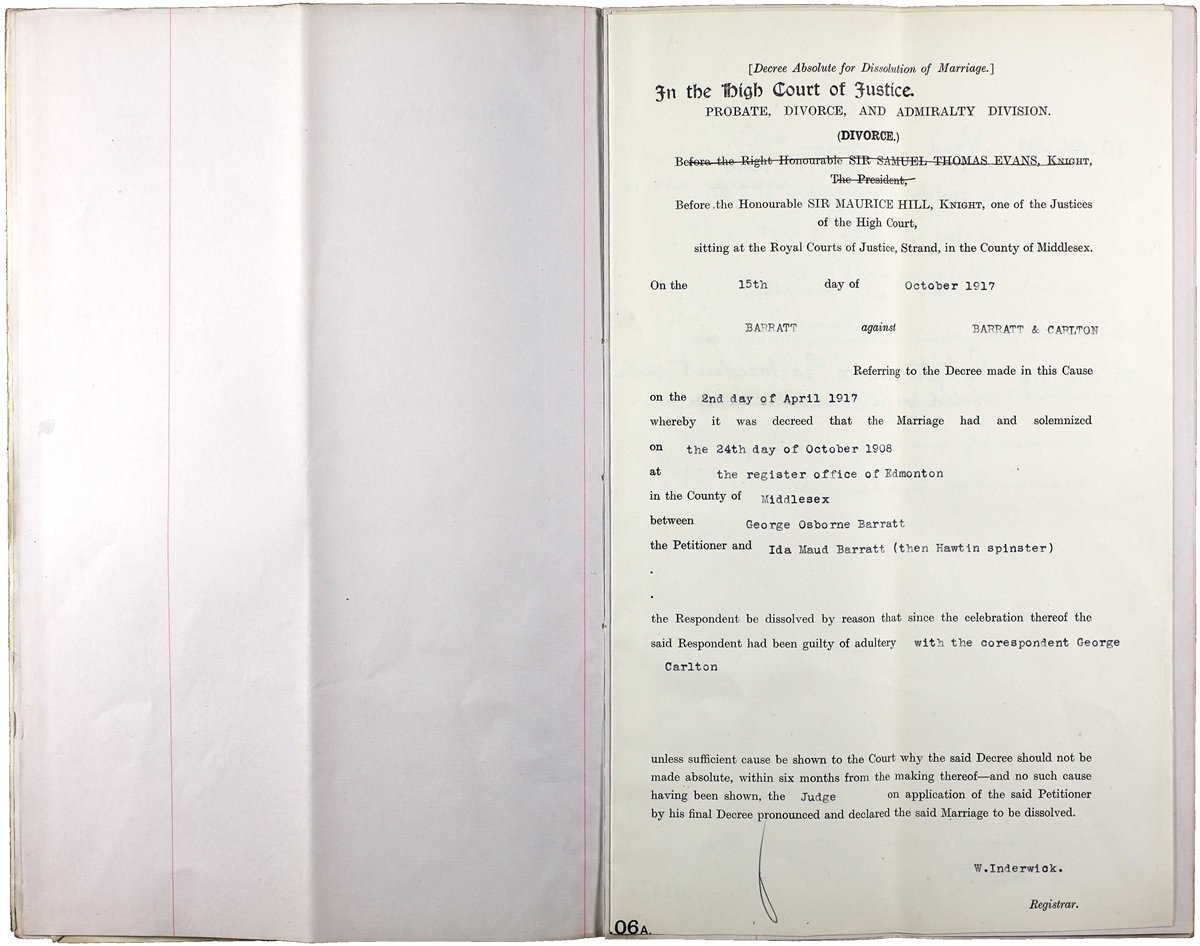 [Decree Absolute for Dissolution of Marriage.]
In the High Court of Justice.
PROBATE, DIVORCE, AND ADMIRALTY DIVISION.
(DIVORCE.)
Before the Right Honourable SIR SAMUEL THOMAS EVANS, KNIGHT,
The President,
Before the Honourable SIR MAURICE HILL, KNIGHT, one of the Justices
of the High Court,
sitting at the Royal Courts of Justice, Strand, in the County of Middlesex.
On the 15th day of October 1917
BARRATT against BARRATT & CARLTON
Referring to the Decree made in this Cause
on the 2nd day of April 1917
whereby it was decreed that the Marriage had and solemnized
on the 24th day of October 1908
at the register office of Edmonton
in the County of Middlesex
between George Osborne Barratt
the Petitioner and Ida Maud Barratt (then Hawtin spinster)
the Respondent be dissolved by reason that since the celebration thereof the
said Respondent had been guilty of adultery with the corespondent George
Carlton
unless sufficient cause be shown to the Court why the said Decree should not be
made absolute, within six months from the making thereof—and no such cause
having been shown, the Judge on application of the said Petitioner
by his final Decree pronounced and declared the said Marriage to be dissolved.
W.Inderwick.
Registrar.
06A.